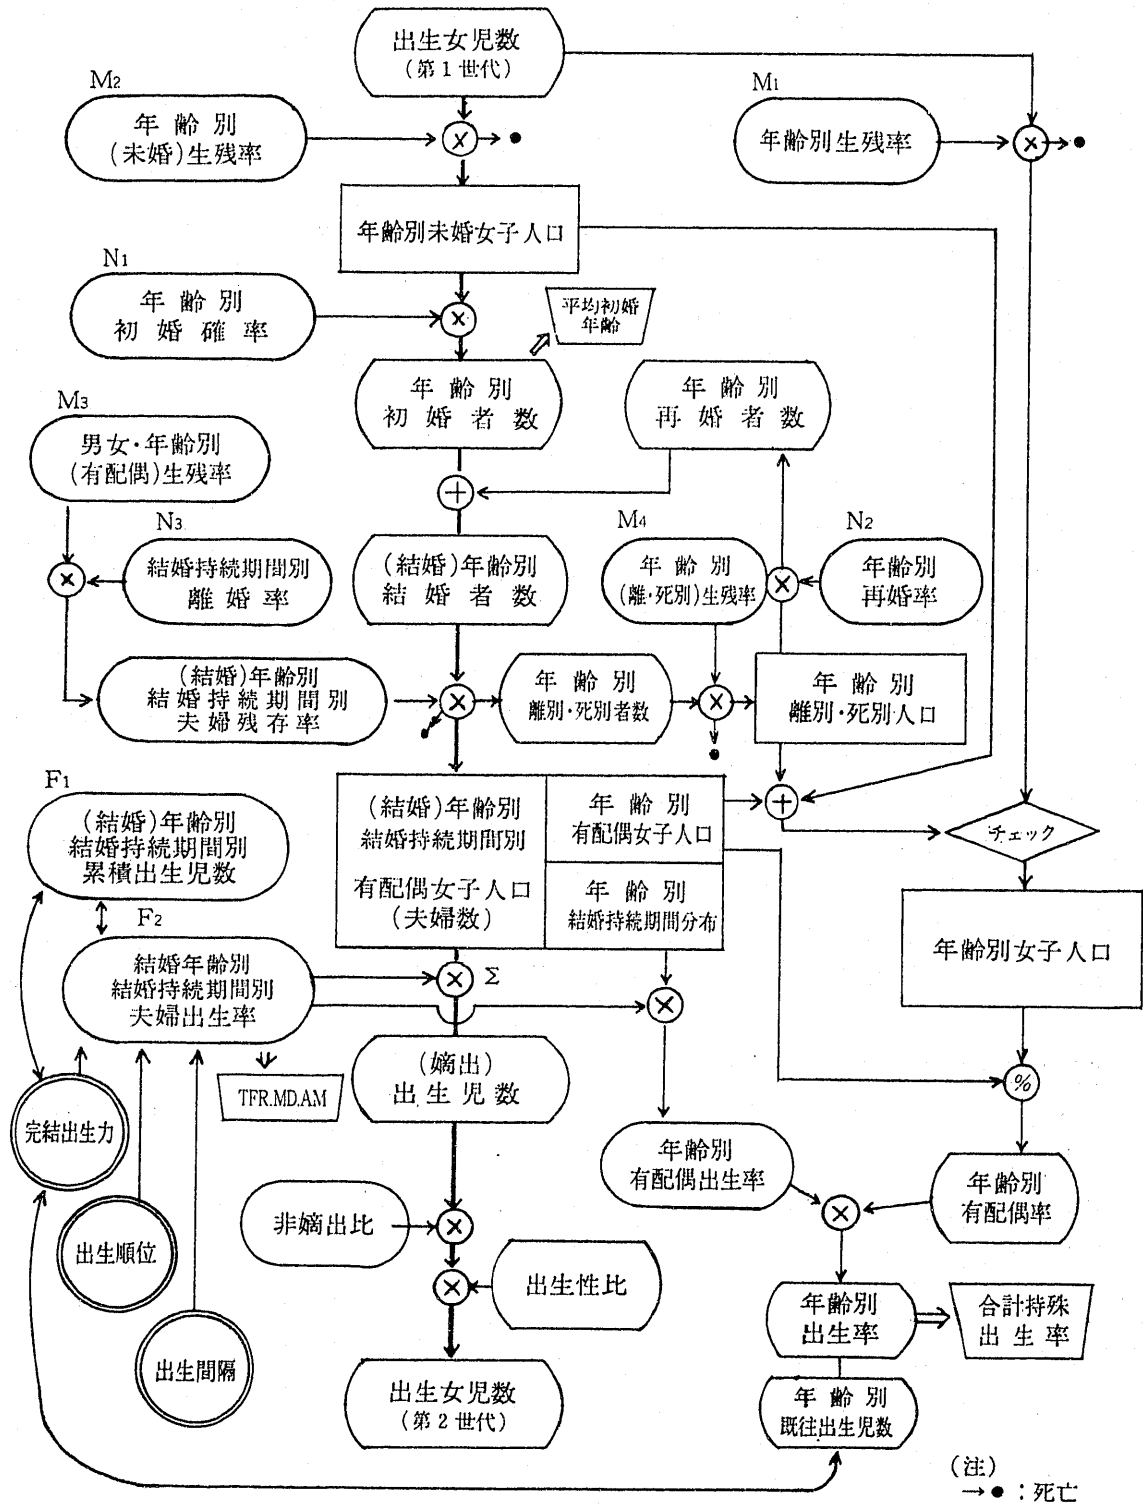 出生女児数
(第1世代)
M2
年齢別
(未婚)生残率
M1
年齢別生残率
×
×
年齢別未婚女子人口
N1
年齢別
初婚確率
×
平均初婚
年齢
年齢別
初婚者数
年齢別
再婚者数
M3
男女・年齢別
(有配偶)生残率
+
N3
結婚持続期間別
離婚率
×
(結婚)年齢別
結婚者数
M4
年齢別
(離・死別)生残率
×
N2
年齢別
再婚率
(結婚)年齢別
結婚持続期間別
夫婦残存率
×
年齢別
離別・死別者数
×
年齢別
離別・死別人口
F1
(結婚)年齢別
結婚持続期間別
累積出生児数
(結婚)年齢別
結婚持続期間別
有配偶女子人口
(夫婦数)
年齢別
有配偶女子人口
年齢別
結婚持続期間分布
+
チェック
年齢別女子人口
F2
結婚年齢別
結婚持続期間別
夫婦出生率
×
Σ
×
TFR.MD.AM
(嫡出)
出生児数
%
完結出生力
出生順位
出生間隔
年齢別
有配偶出生率
年齢別
有配偶率
×
非嫡出比
×
×
出生性比
年齢別
出生率
合計特殊
出生率
出生女児数
(第2世代)
年齢別
既往出生児数
(注)
→●:死亡